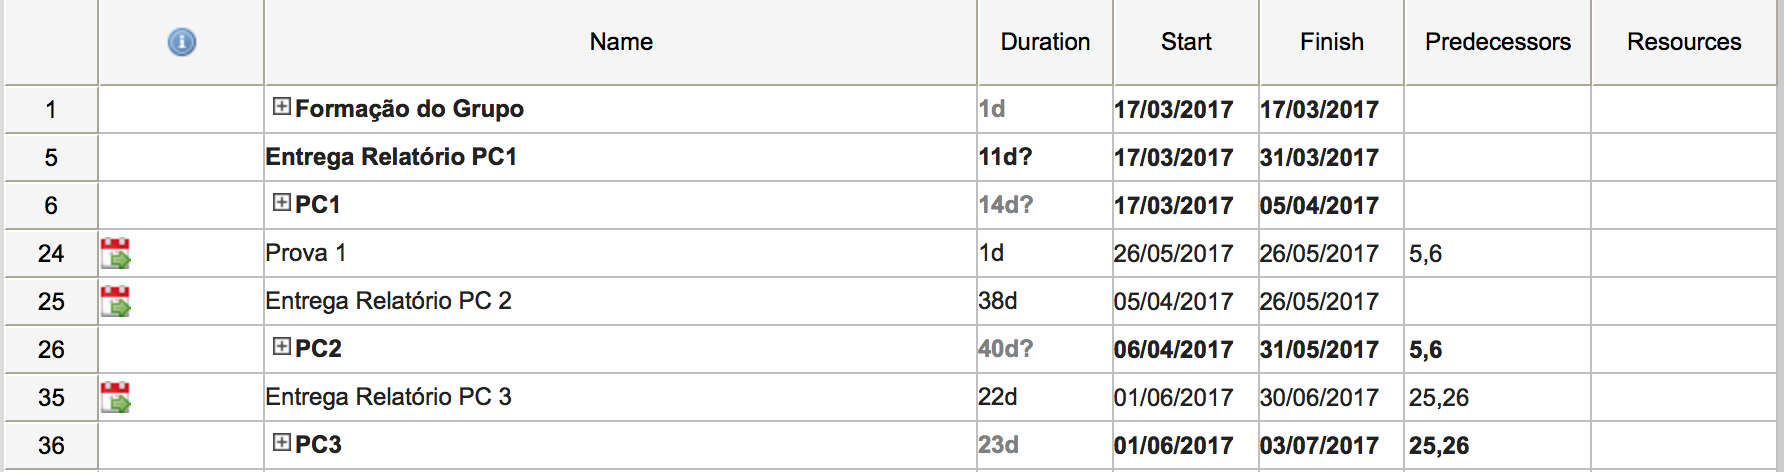 Name Duration Start Finish Predecessors Resources
1 Formação do Grupo 1d 17/03/2017 17/03/2017
5 Entrega Relatório PC1 11d? 17/03/2017 31/03/2017
6 PC1 14d? 17/03/2017 05/04/2017
24 Prova 1 1d 26/05/2017 26/05/2017 5,6
25 Entrega Relatório PC 2 38d 05/04/2017 26/05/2017
26 PC2 40d? 06/04/2017 31/05/2017 5,6
35 Entrega Relatório PC 3 22d 01/06/2017 30/06/2017 25,26
36 PC3 23d 01/06/2017 03/07/2017 25,26